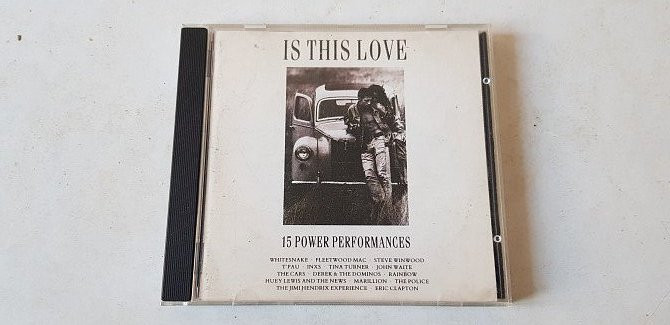 IS THIS LOVE
15 POWER PERFORMANCES
WHITESNAKE · FLEETWOOD MAC · STEVE WINWOOD
T'PAU · INXS · TINA TURNER · JOHN WAITE
THE CARS · DEREK & THE DOMINOS · RAINBOW
HUEY LEWIS AND THE NEWS · MARILLION · THE POLICE
THE JIMI HENDRIX EXPERIENCE · ERIC CLAPTON